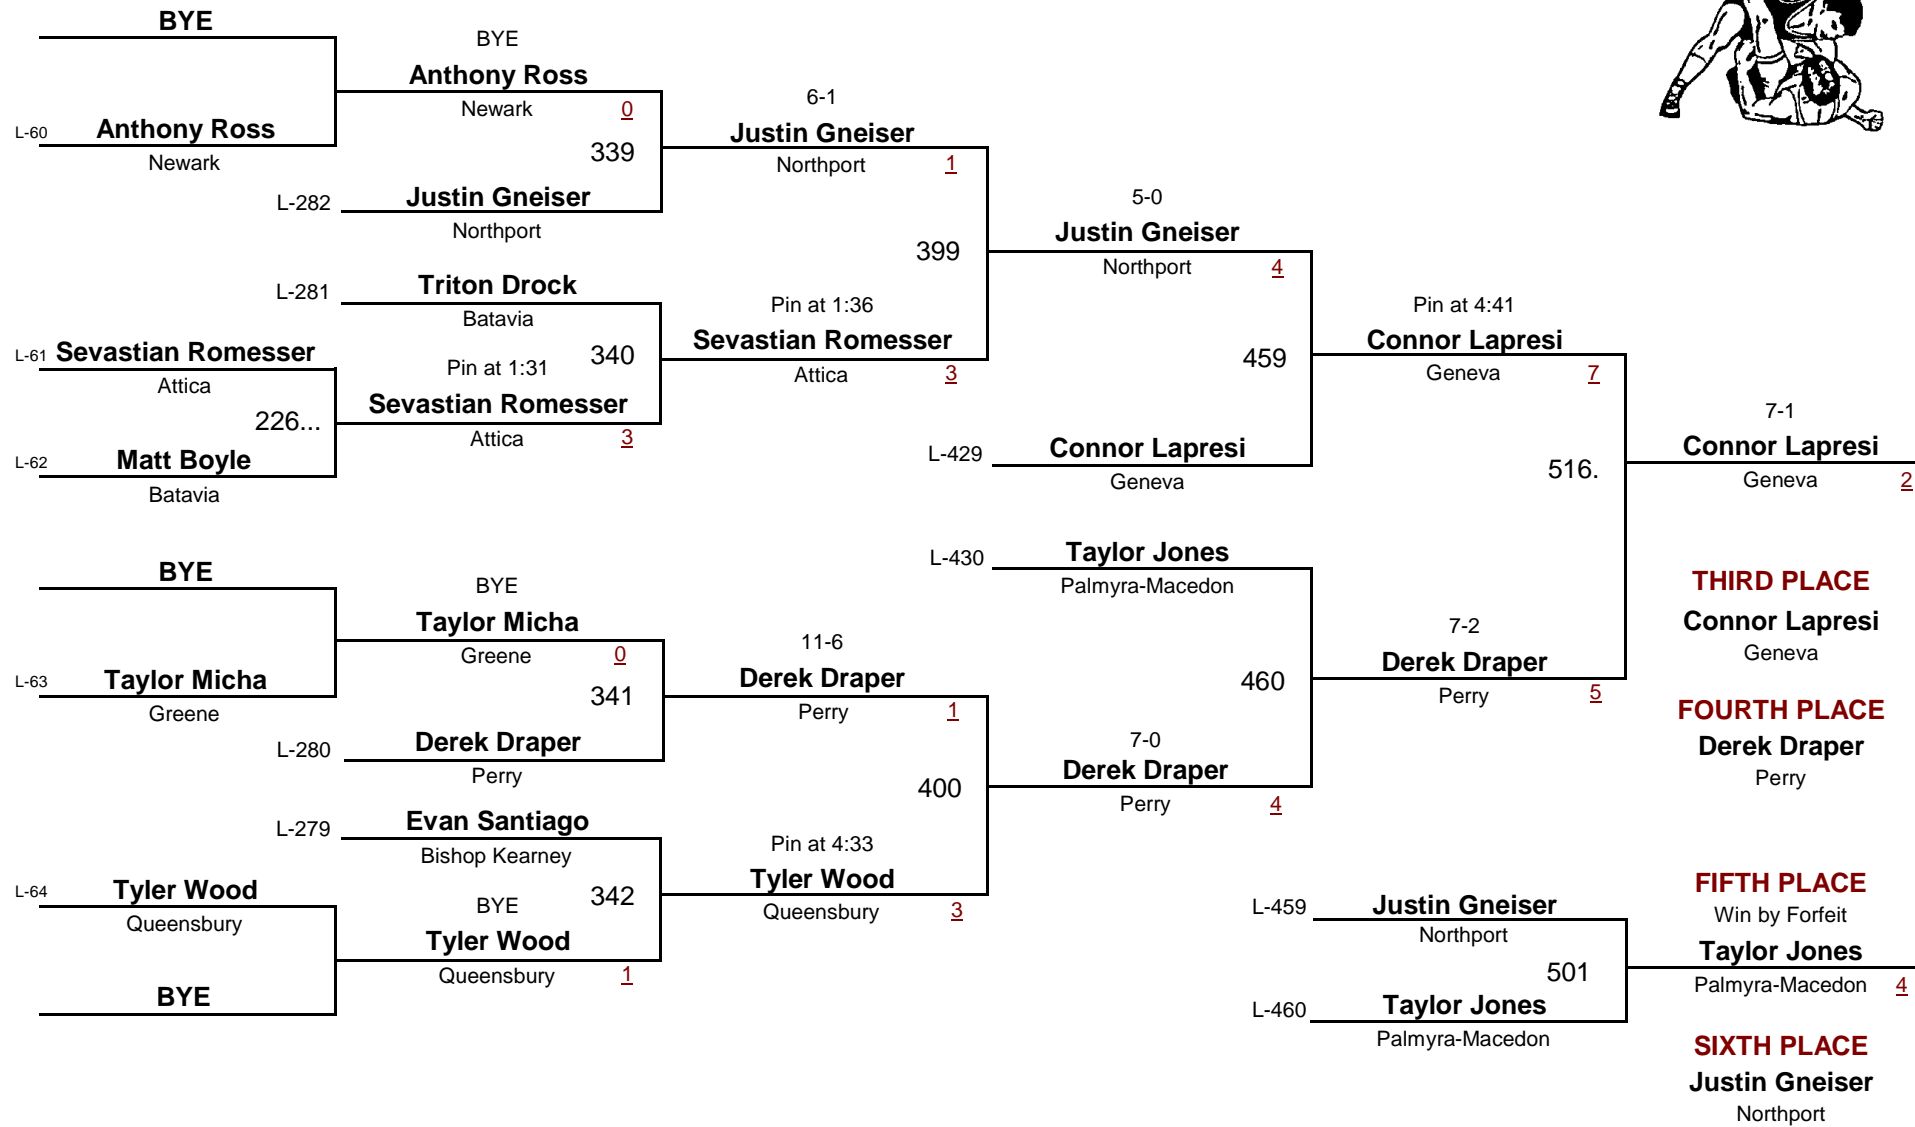 BYE
L-60 Anthony Ross
Newark
L-61 Sevastian Romesser
Attica
226...
L-62 Matt Boyle
Batavia
BYE
L-63 Taylor Micha
Greene
L-64 Tyler Wood
Queensbury
BYE
BYE
Anthony Ross
Newark 0
339
L-282 Justin Gneiser
Northport
L-281 Triton Drock
Batavia
340
Pin at 1:31
Sevastian Romesser
Attica 3
BYE
Taylor Micha
Greene 0
341
L-280 Derek Draper
Perry
L-279 Evan Santiago
Bishop Kearney
342
BYE
Tyler Wood
Queensbury 1
6-1
Justin Gneiser
Northport 1
399
Pin at 1:36
Sevastian Romesser
Attica 3
11-6
Derek Draper
Perry 1
400
Pin at 4:33
Tyler Wood
Queensbury 3
5-0
Justin Gneiser
Northport 4
459
L-429 Connor Lapresi
Geneva
L-430 Taylor Jones
Palmyra-Macedon
460
7-0
Derek Draper
Perry 4
Pin at 4:41
Connor Lapresi
Geneva 7
516.
7-2
Derek Draper
Perry 5
L-459 Justin Gneiser
Northport
501
L-460 Taylor Jones
Palmyra-Macedon
7-1
Connor Lapresi
Geneva 2
THIRD PLACE
Connor Lapresi
Geneva
FOURTH PLACE
Derek Draper
Perry
FIFTH PLACE
Win by Forfeit
Taylor Jones
Palmyra-Macedon 4
SIXTH PLACE
Justin Gneiser
Northport